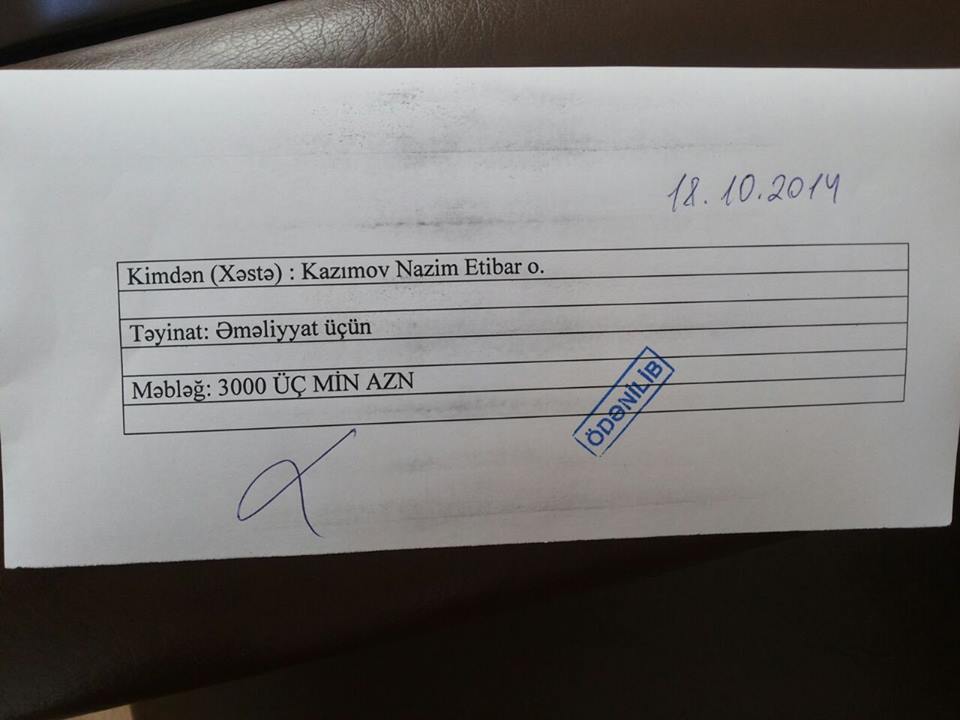 18.10.2014
Kimdən (Xəstə) : Kazımov Nazim Etibar o.
Təyinat: Əməliyyat üçün
Məbləğ: 3000 ÜÇ MİN AZN
ÖDƏNİLİB